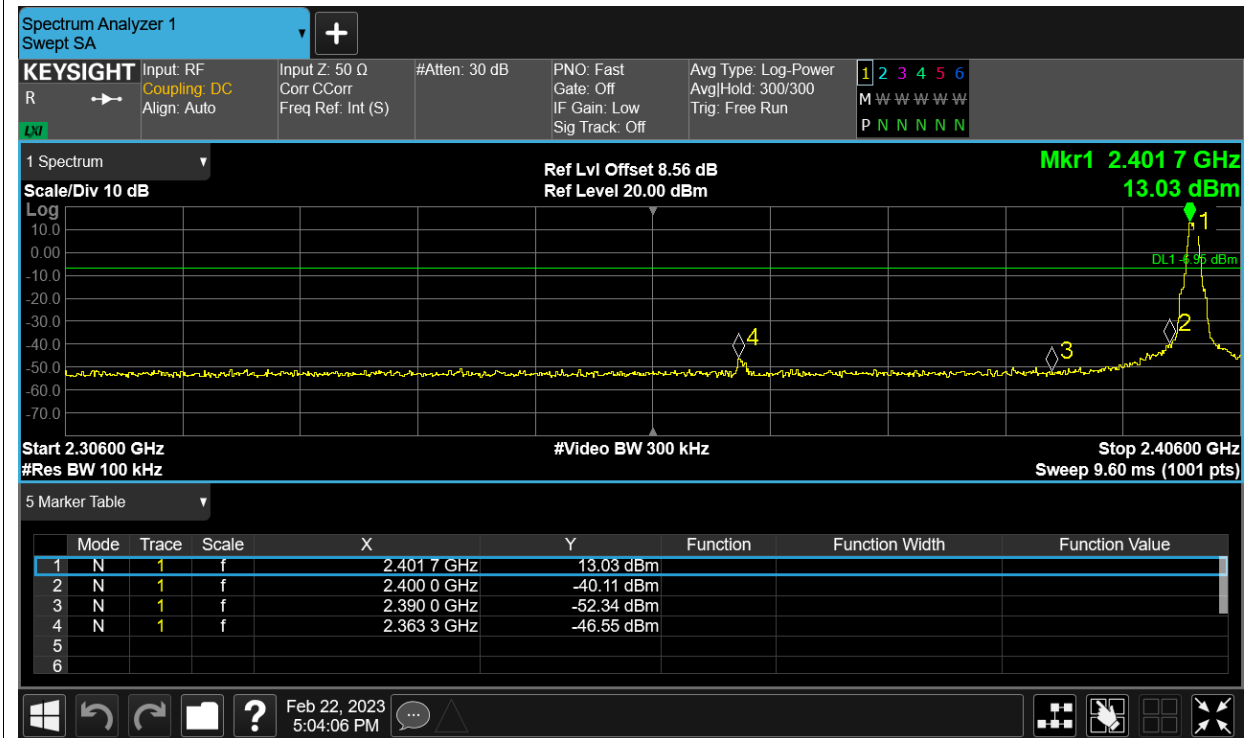 Spectrum Analyzer 1
Swept SA
KEYSIGHT Input: RF Input Z: 50 Ω #Atten: 30 dB PNO: Fast Avg Type: Log-Power 1 2 3 4 5 6
R Coupling: DC Corr CCorr Gate: Off Avg|Hold: 300/300 M W W W W W W
Align: Auto Freq Ref: Int (S) IF Gain: Low Trig: Free Run
LXI Sig Track: Off P N N N N N N
1 Spectrum Ref Lvl Offset 8.56 dB Mkr1 2.401 7 GHz
Scale/Div 10 dB Ref Level 20.00 dBm 13.03 dBm
Log
1
10.0
0.00
DL1 -6.95 dBm
-10.0
-20.0
-30.0
2
-40.0
4
3
-50.0
-60.0
-70.0
Start 2.30600 GHz #Video BW 300 kHz Stop 2.40600 GHz
#Res BW 100 kHz Sweep 9.60 ms (1001 pts)
5 Marker Table
Mode Trace Scale X Y Function Function Width Function Value
1 N 1 f 2.401 7 GHz 13.03 dBm
2 N 1 f 2.400 0 GHz -40.11 dBm
3 N 1 f 2.390 0 GHz -52.34 dBm
4 N 1 f 2.363 3 GHz -46.55 dBm
5
6
? Feb 22, 2023
5:04:06 PM